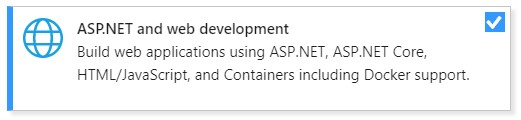 ASP.NET and web development
Build web applications using ASP.NET, ASP.NET Core,
HTML/JavaScript, and Containers including Docker support.